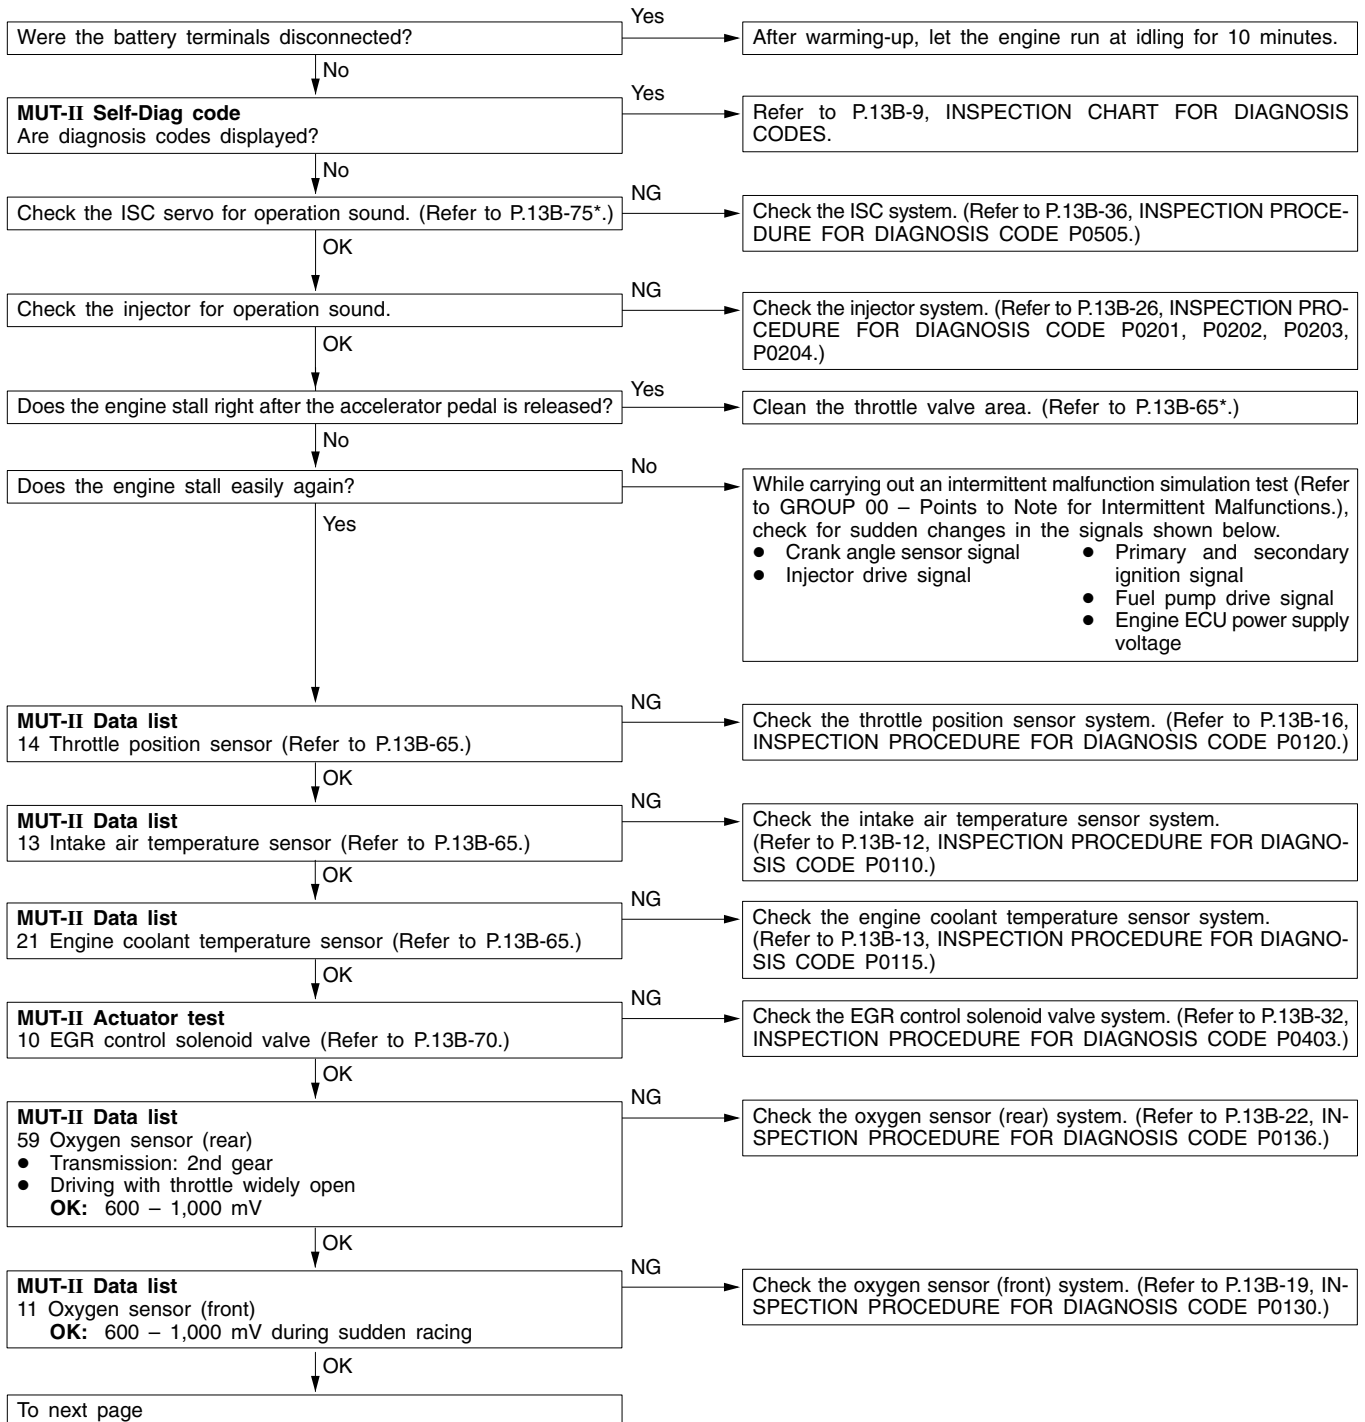 Were the battery terminals disconnected?
Yes
After warming-up, let the engine run at idling for 10 minutes.
No
MUT-II Self-Diag code
Are diagnosis codes displayed?
Yes
Refer to P.13B-9, INSPECTION CHART FOR DIAGNOSIS
CODES.
No
Check the ISC servo for operation sound. (Refer to P.13B-75*.)
NG
Check the ISC system. (Refer to P.13B-36, INSPECTION PROCE-
DURE FOR DIAGNOSIS CODE P0505.)
OK
Check the injector for operation sound.
NG
Check the injector system. (Refer to P.13B-26, INSPECTION PRO-
CEDURE FOR DIAGNOSIS CODE P0201, P0202, P0203,
P0204.)
OK
Does the engine stall right after the accelerator pedal is released?
Yes
Clean the throttle valve area. (Refer to P.13B-65*.)
No
Does the engine stall easily again?
No
While carrying out an intermittent malfunction simulation test (Refer
to GROUP 00 – Points to Note for Intermittent Malfunctions.),
check for sudden changes in the signals shown below.
● Crank angle sensor signal
● Injector drive signal
● Primary and secondary
ignition signal
● Fuel pump drive signal
● Engine ECU power supply
voltage
Yes
MUT-II Data list
14 Throttle position sensor (Refer to P.13B-65.)
NG
Check the throttle position sensor system. (Refer to P.13B-16,
INSPECTION PROCEDURE FOR DIAGNOSIS CODE P0120.)
OK
MUT-II Data list
13 Intake air temperature sensor (Refer to P.13B-65.)
NG
Check the intake air temperature sensor system.
(Refer to P.13B-12, INSPECTION PROCEDURE FOR DIAGNO-
SIS CODE P0110.)
OK
MUT-II Data list
21 Engine coolant temperature sensor (Refer to P.13B-65.)
NG
Check the engine coolant temperature sensor system.
(Refer to P.13B-13, INSPECTION PROCEDURE FOR DIAGNO-
SIS CODE P0115.)
OK
MUT-II Actuator test
10 EGR control solenoid valve (Refer to P.13B-70.)
NG
Check the EGR control solenoid valve system. (Refer to P.13B-32,
INSPECTION PROCEDURE FOR DIAGNOSIS CODE P0403.)
OK
MUT-II Data list
59 Oxygen sensor (rear)
● Transmission: 2nd gear
● Driving with throttle widely open
OK: 600 – 1,000 mV
NG
Check the oxygen sensor (rear) system. (Refer to P.13B-22, IN-
SPECTION PROCEDURE FOR DIAGNOSIS CODE P0136.)
OK
MUT-II Data list
11 Oxygen sensor (front)
OK: 600 – 1,000 mV during sudden racing
NG
Check the oxygen sensor (front) system. (Refer to P.13B-19, IN-
SPECTION PROCEDURE FOR DIAGNOSIS CODE P0130.)
OK
To next page